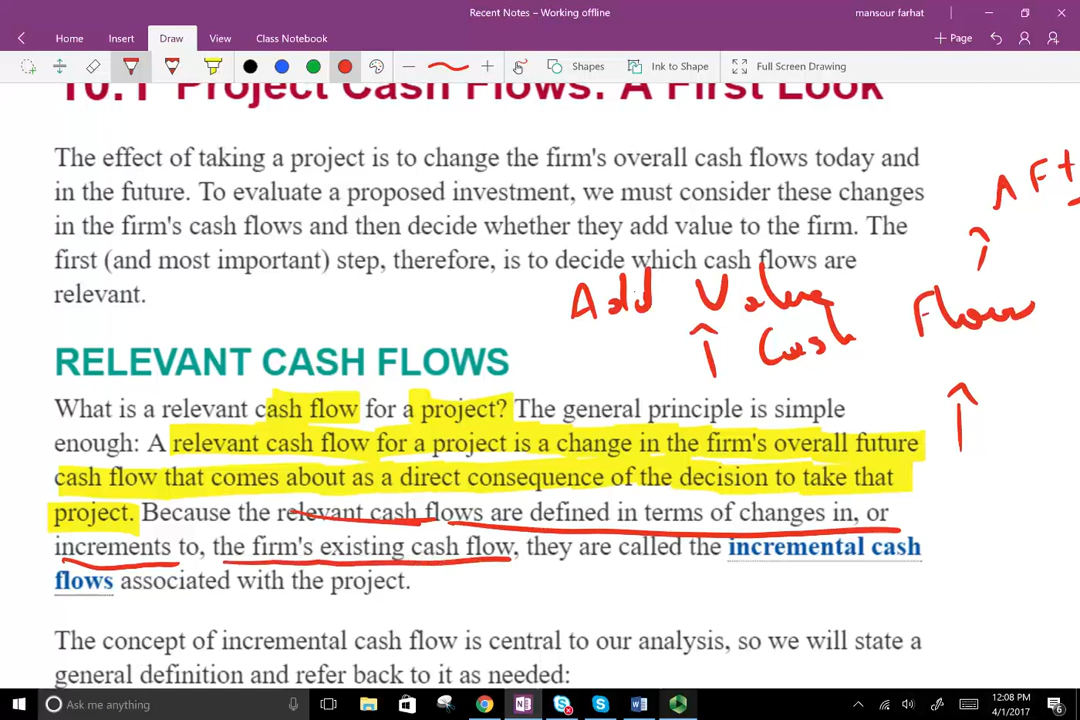 Recent Notes – Working offline
mansour farhat
Home Insert Draw View Class Notebook
Page
Shapes Ink to Shape Full Screen Drawing
10.1 Project Cash Flows: A First Look
The effect of taking a project is to change the firm's overall cash flows today and
in the future. To evaluate a proposed investment, we must consider these changes
in the firm's cash flows and then decide whether they add value to the firm. The
first (and most important) step, therefore, is to decide which cash flows are
relevant.
AFt
Add Value
Cash Flow
RELEVANT CASH FLOWS
What is a relevant cash flow for a project? The general principle is simple
enough: A relevant cash flow for a project is a change in the firm's overall future
cash flow that comes about as a direct consequence of the decision to take that
project. Because the relevant cash flows are defined in terms of changes in, or
increments to, the firm's existing cash flow, they are called the incremental cash
flows associated with the project.
The concept of incremental cash flow is central to our analysis, so we will state a
general definition and refer back to it as needed:
Ask me anything
12:08 PM
4/1/2017
6